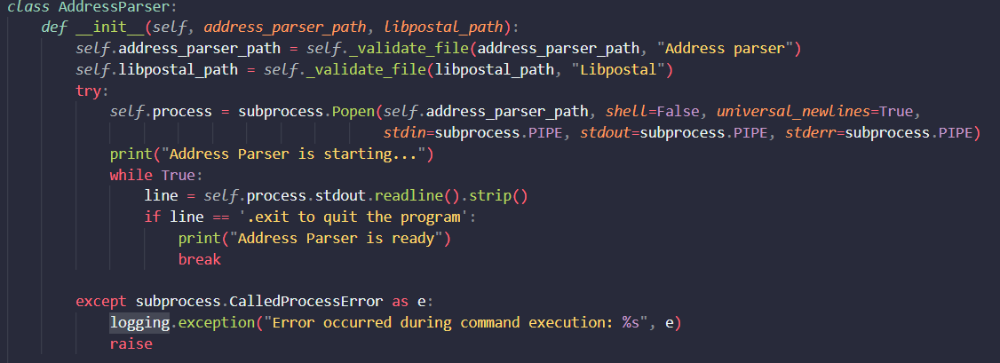 class AddressParser:
    def __init__(self, address_parser_path, libpostal_path):
        self.address_parser_path = self._validate_file(address_parser_path, "Address parser")
        self.libpostal_path = self._validate_file(libpostal_path, "Libpostal")
        try:
            self.process = subprocess.Popen(self.address_parser_path, shell=False, universal_newlines=True,
                                            stdin=subprocess.PIPE, stdout=subprocess.PIPE, stderr=subprocess.PIPE)
            print("Address Parser is starting...")
            while True:
                line = self.process.stdout.readline().strip()
                if line == '.exit to quit the program':
                    print("Address Parser is ready")
                    break

        except subprocess.CalledProcessError as e:
            logging.exception("Error occurred during command execution: %s", e)
            raise